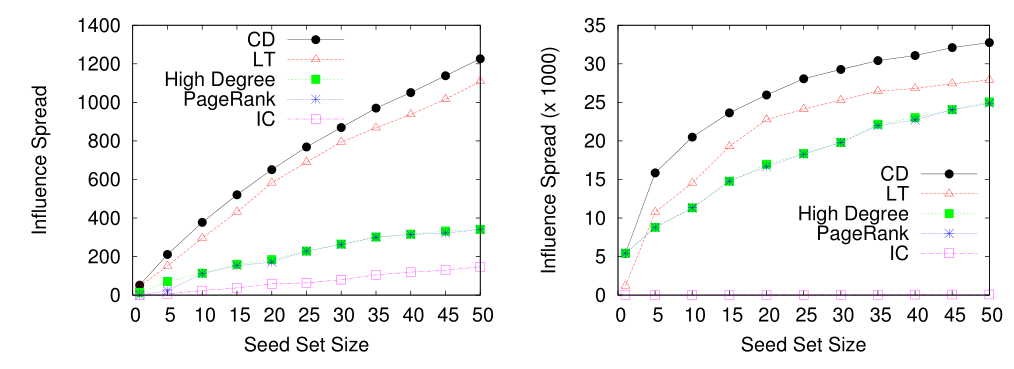 Influence Spread
1400
1200
1000
800
600
400
200
0
0 5 10 15 20 25 30 35 40 45 50
Seed Set Size
CD
LT
High Degree
PageRank
IC
Influence Spread (x 1000)
35
30
25
20
15
10
5
0
0 5 10 15 20 25 30 35 40 45 50
Seed Set Size
CD
LT
High Degree
PageRank
IC